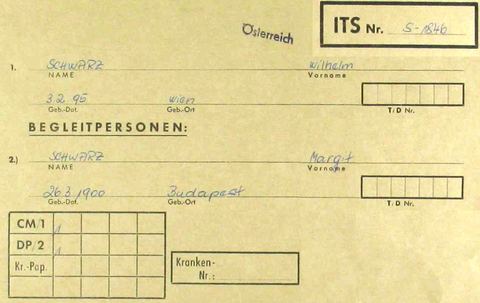 Österreich
ITS Nr. S-1846
1. SCHWARZ Wilhelm
NAME Vorname
3.2.95 Wien
Geb.-Dat. Geb.-Ort T/D Nr.
BEGLEITPERSONEN:
2.) SCHWARZ Margit
NAME Vorname
26.3.1900 Budapest
Geb.-Dat. Geb.-Ort T/D Nr.
CM/1 1
DP/2 1
Kr.-Pap.
Kranken-
Nr.: